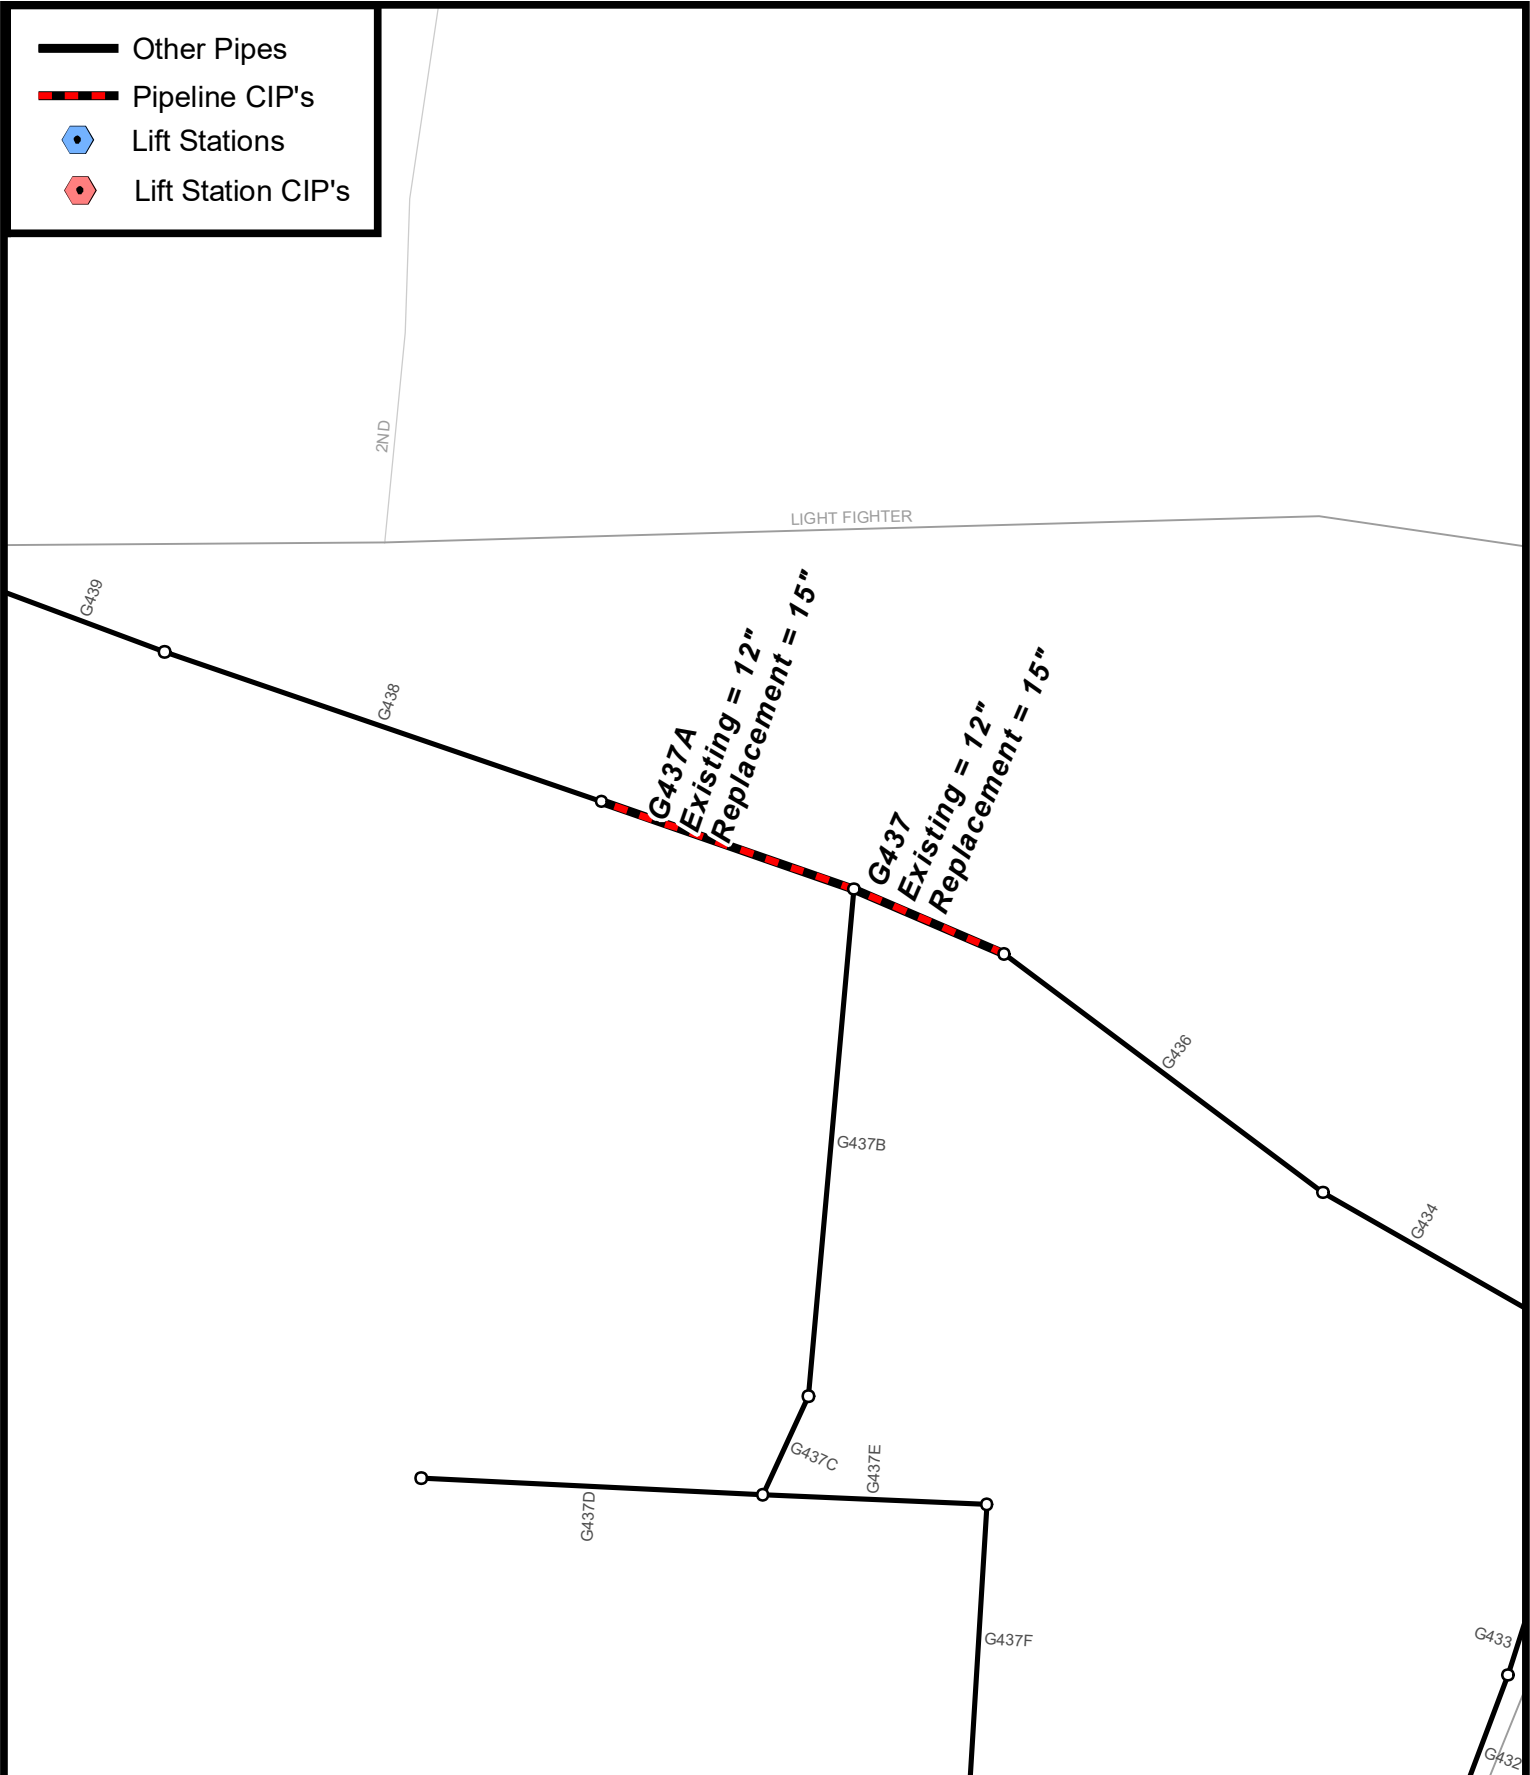 Other Pipes
Pipeline CIP's
Lift Stations
Lift Station CIP's
2ND
LIGHT FIGHTER
G439
G438
G437A
Existing = 12"
Replacement = 15"
G437
Existing = 12"
Replacement = 15"
G436
G437B
G434
G437C
G437E
G437D
G437F
G433
G432